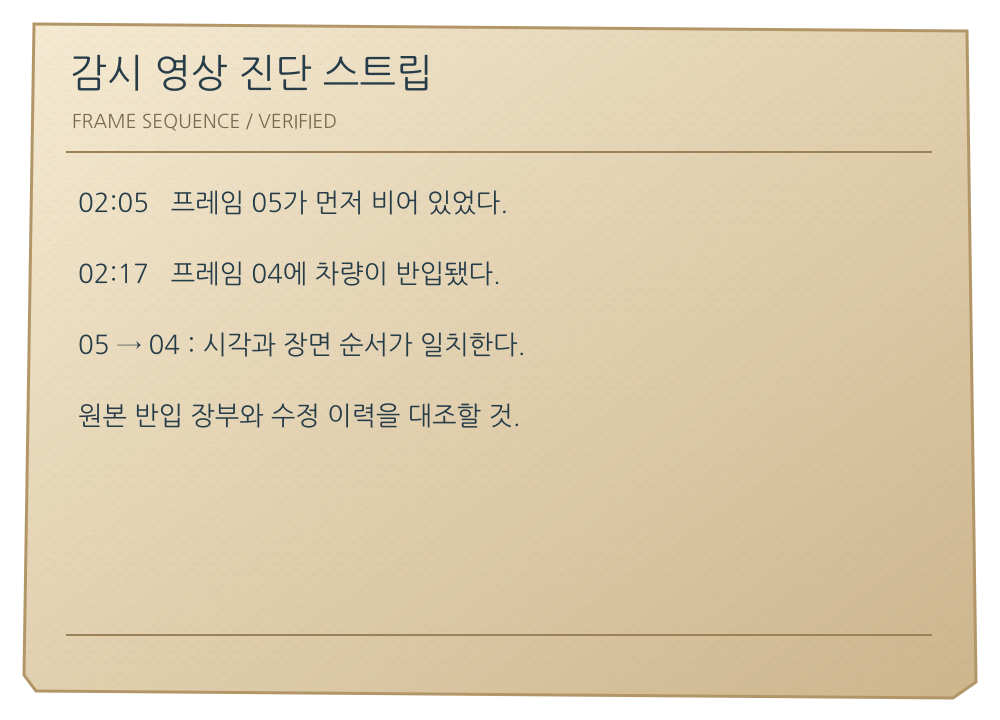 감시 영상 진단 스트립
FRAME SEQUENCE / VERIFIED
02:05 프레임 05가 먼저 비어 있었다.
02:17 프레임 04에 차량이 반입됐다.
05 → 04 : 시각과 장면 순서가 일치한다.
원본 반입 장부와 수정 이력을 대조할 것.